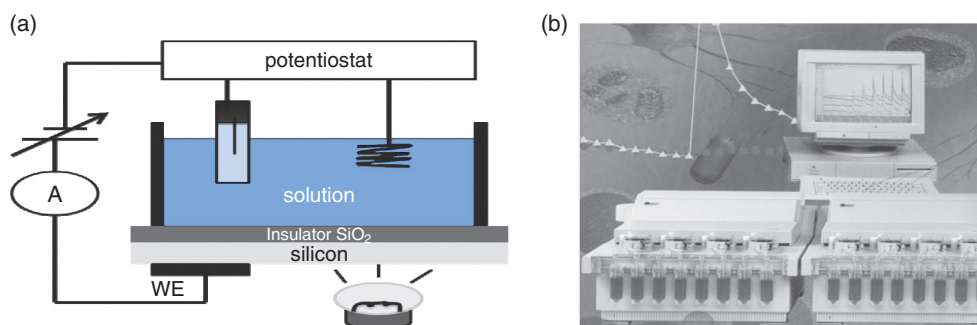 (a)
potentiostat
A
solution
Insulator SiO₂
silicon
WE
(b)